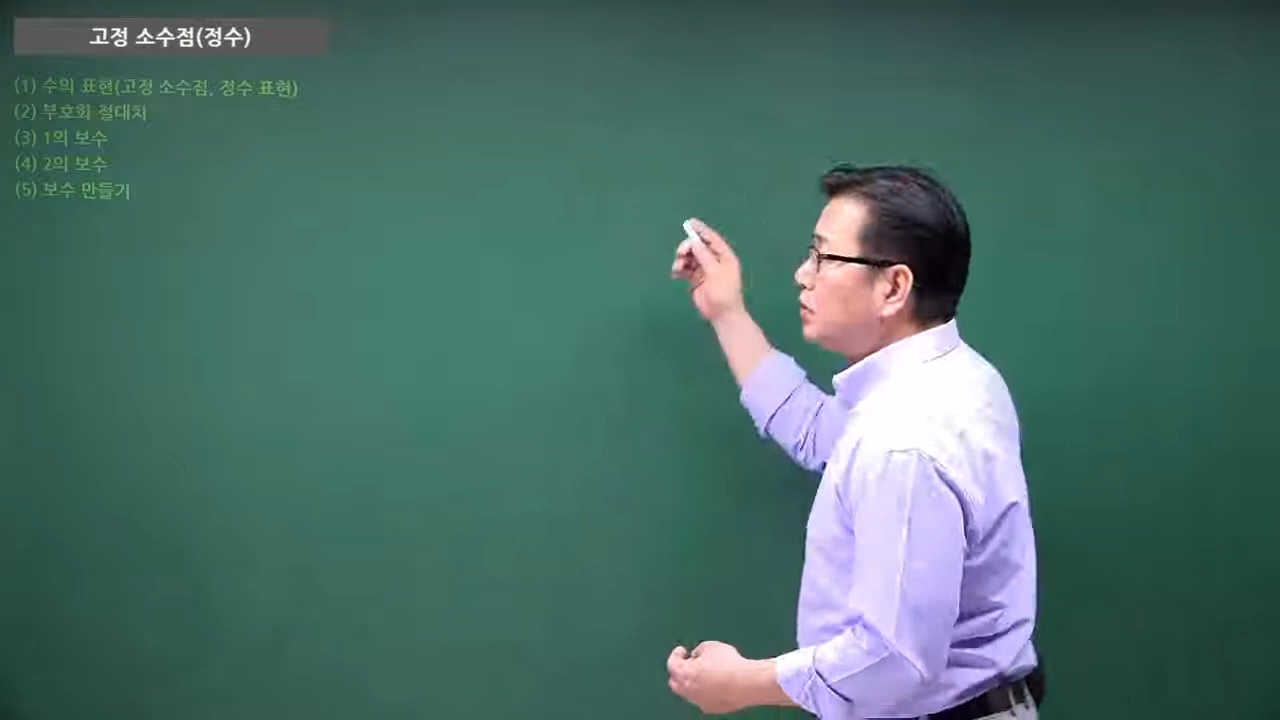 고정 소수점(정수)
(1) 수의 표현(고정 소수점, 정수 표현)
(2) 부호화 절대치
(3) 1의 보수
(4) 2의 보수
(5) 보수 만들기